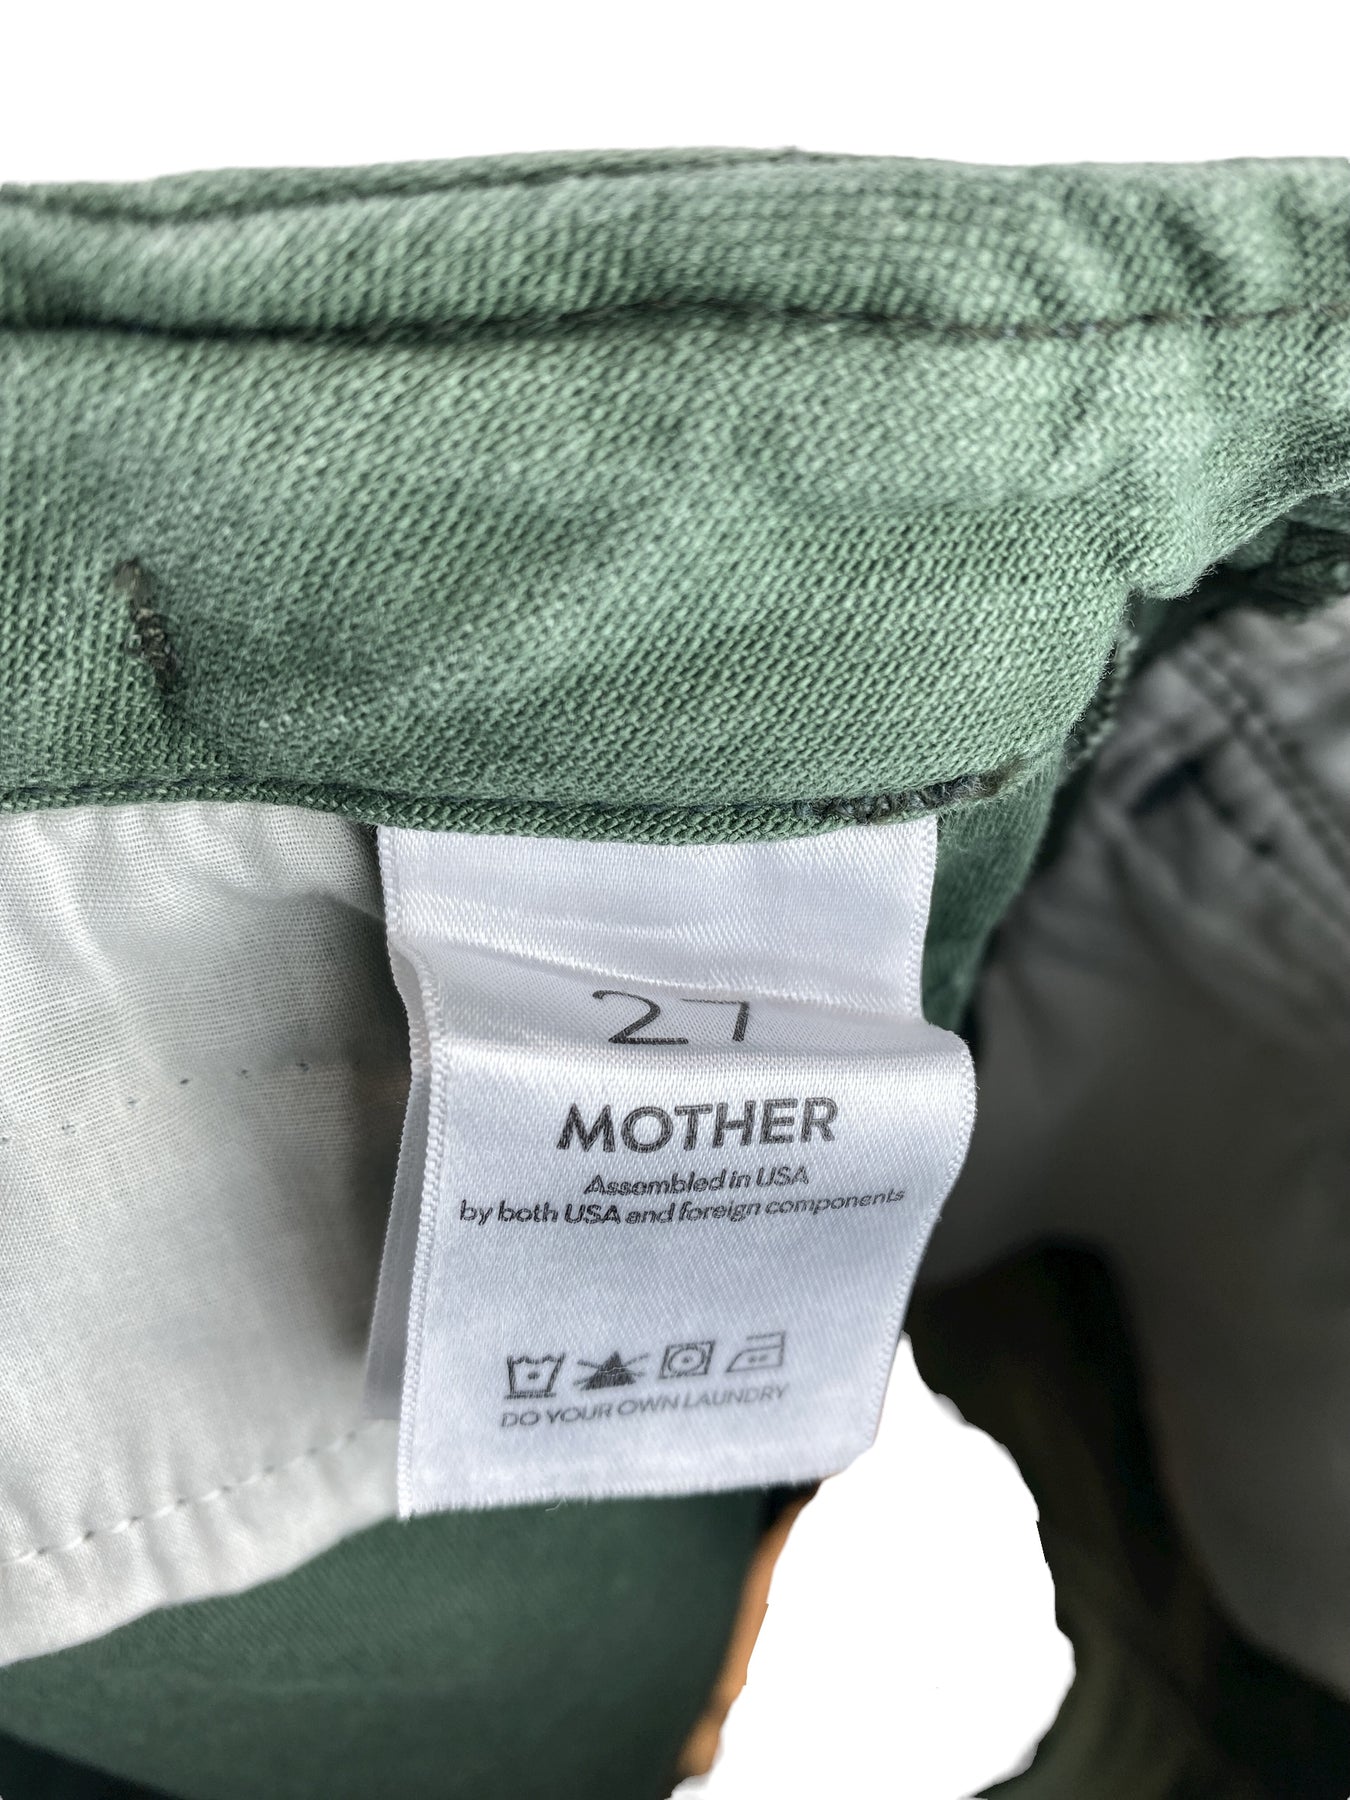 27
MOTHER
Assembled in USA
by both USA and foreign components
DO YOUR OWN LAUNDRY